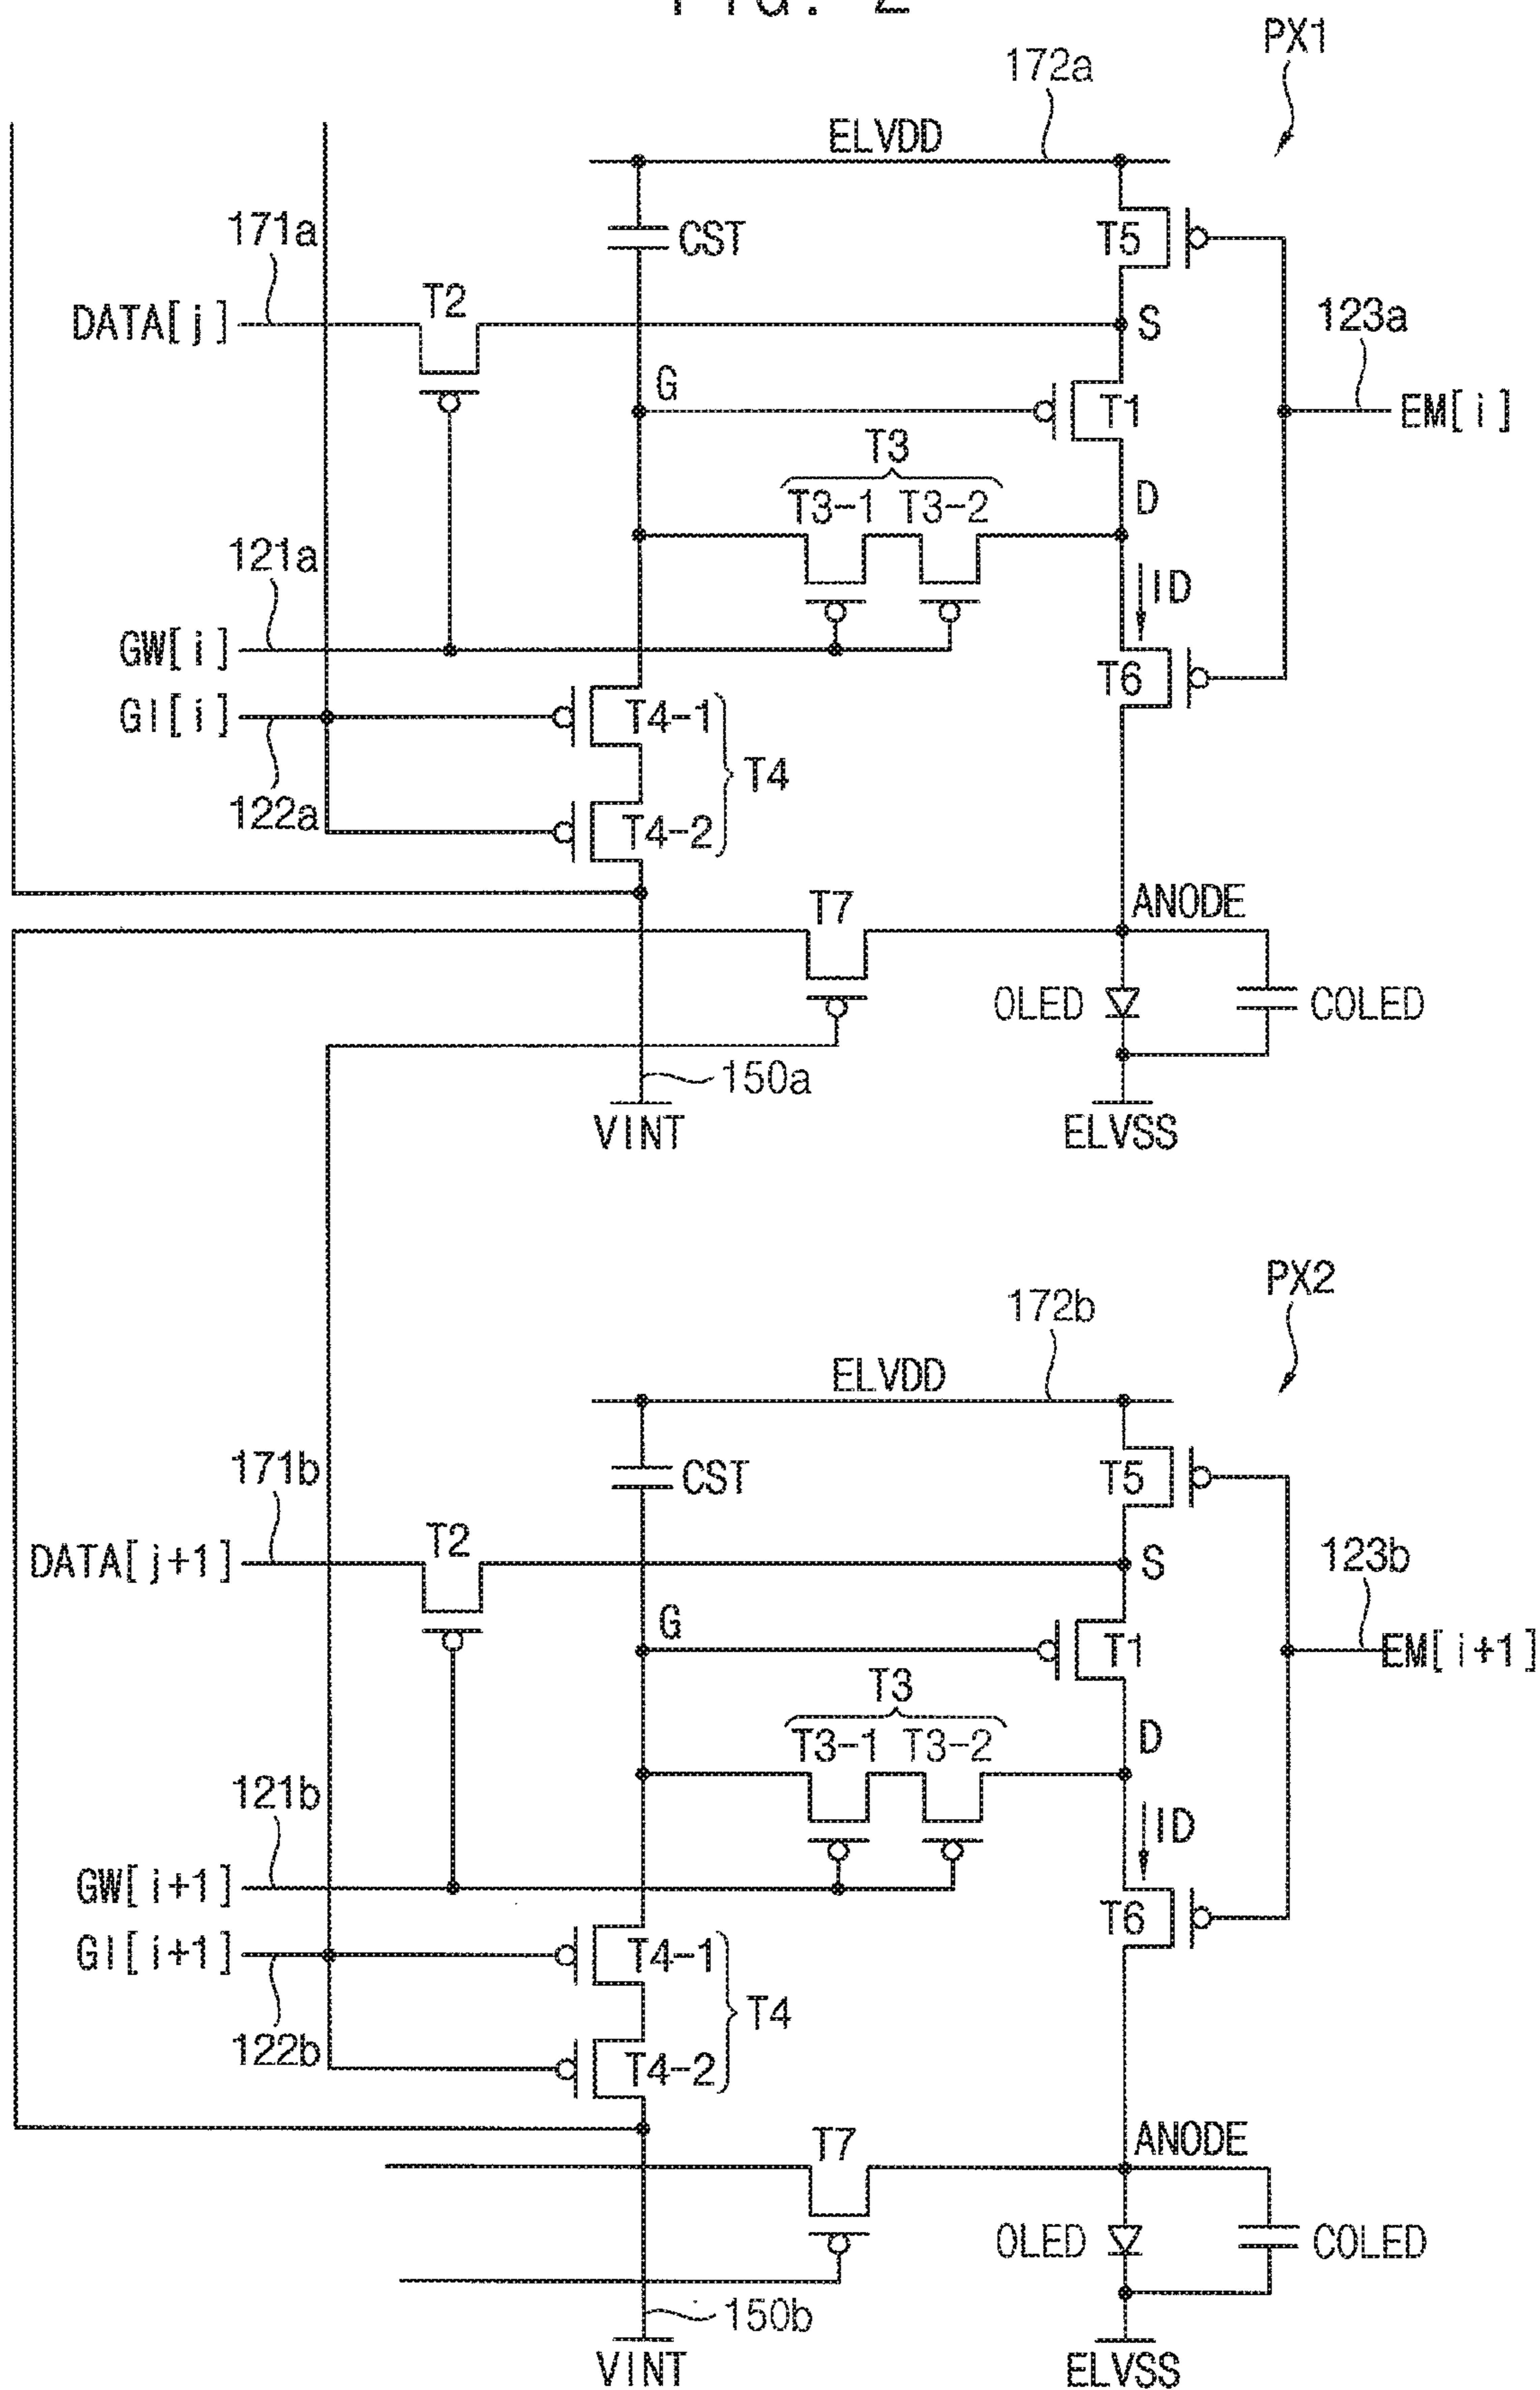 FIG. 2
PX1
172a
ELVDD
171a
CST
T5
T2
DATA[j]
S
123a
G
T1
EM[i]
T3
T3-1 T3-2
D
121a
ID
GW[i]
T6
GI[i]
T4-1
T4
122a
T4-2
T7
ANODE
OLED
COLED
150a
VINT
ELVSS
PX2
172b
ELVDD
171b
CST
T5
T2
DATA[j+1]
S
123b
G
T1
EM[i+1]
T3
T3-1 T3-2
D
121b
ID
GW[i+1]
T6
GI[i+1]
T4-1
T4
122b
T4-2
T7
ANODE
OLED
COLED
150b
VINT
ELVSS